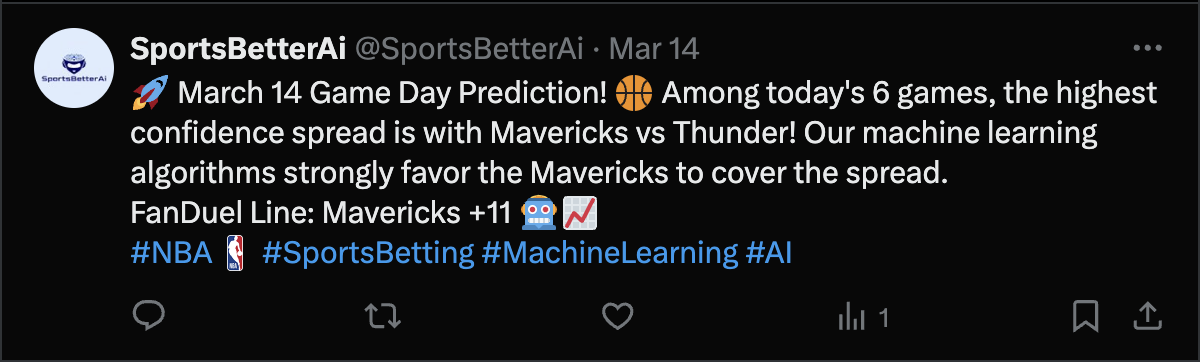 SportsBetterAi @SportsBetterAi · Mar 14
SportsBetterAi
🚀 March 14 Game Day Prediction! 🏀 Among today's 6 games, the highest
confidence spread is with Mavericks vs Thunder! Our machine learning
algorithms strongly favor the Mavericks to cover the spread.
FanDuel Line: Mavericks +11 🤖📈
#NBA #SportsBetting #MachineLearning #AI
1